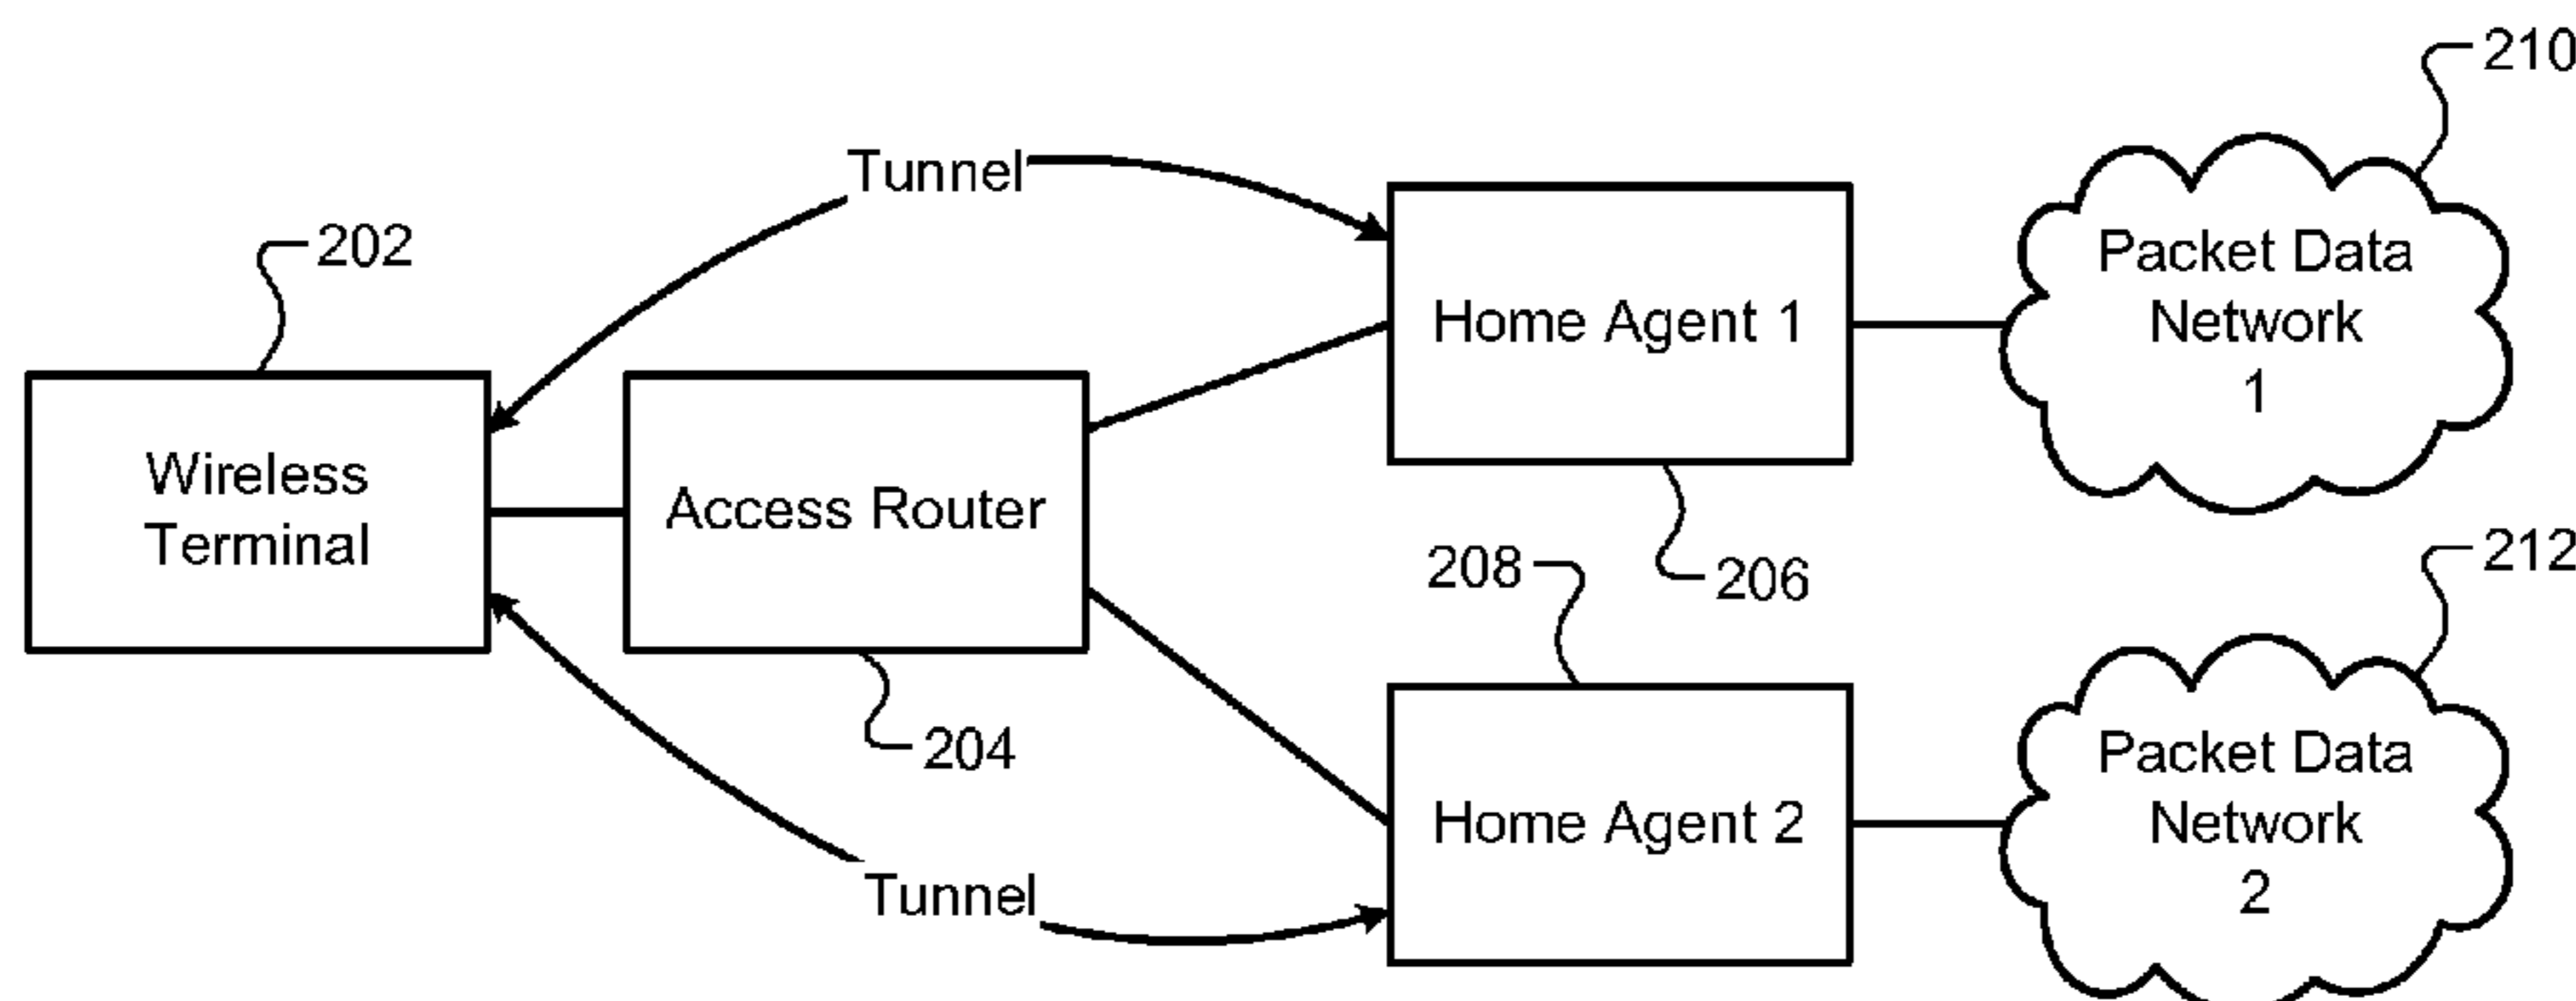 210
Tunnel
202
Packet Data
Network
1
Home Agent 1
Wireless
Terminal
Access Router
206
208
212
204
Packet Data
Network
2
Home Agent 2
Tunnel